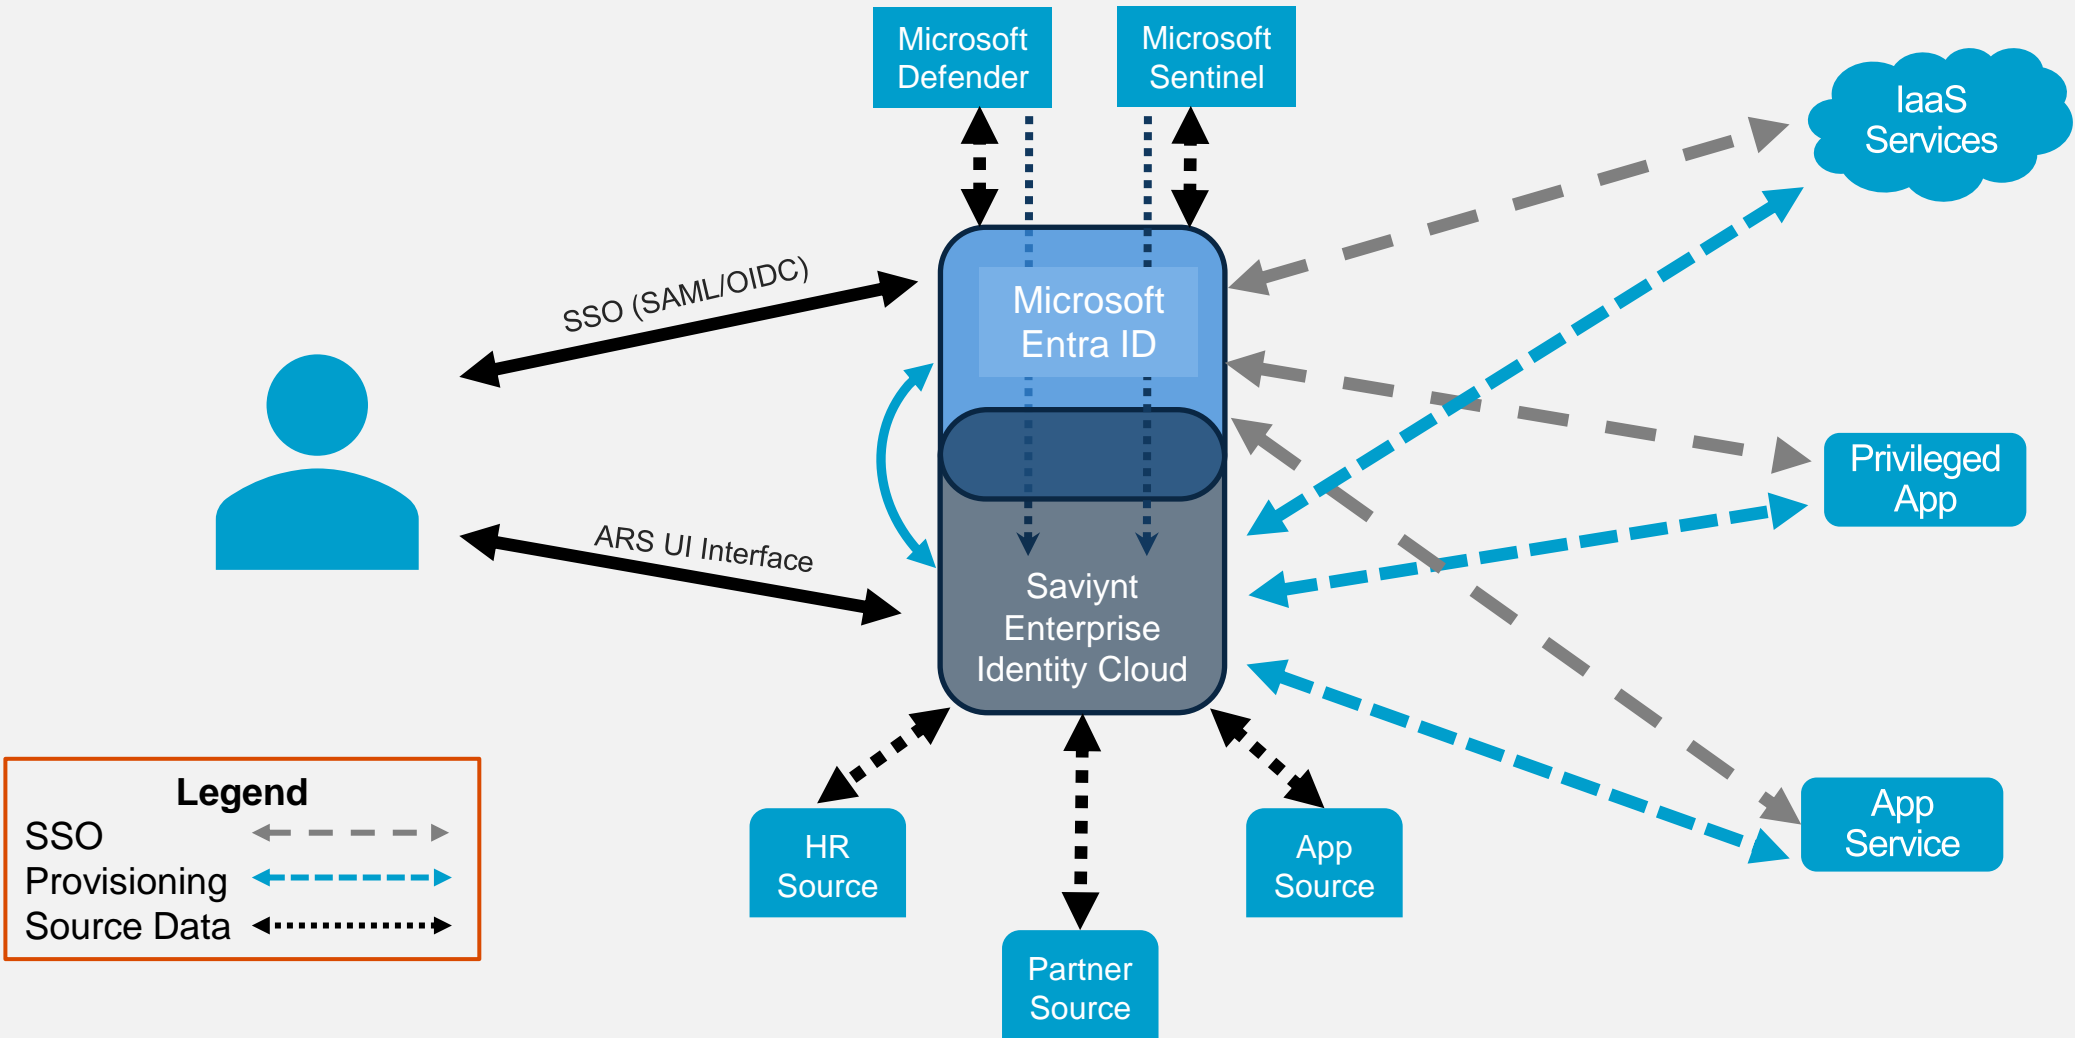 Microsoft
Defender
Microsoft
Sentinel
IaaS
Services
SSO (SAML/OIDC)
Microsoft
Entra ID
Privileged
App
ARS UI Interface
Saviynt
Enterprise
Identity Cloud
Legend
SSO
Provisioning
Source Data
HR
Source
App
Source
App
Service
Partner
Source